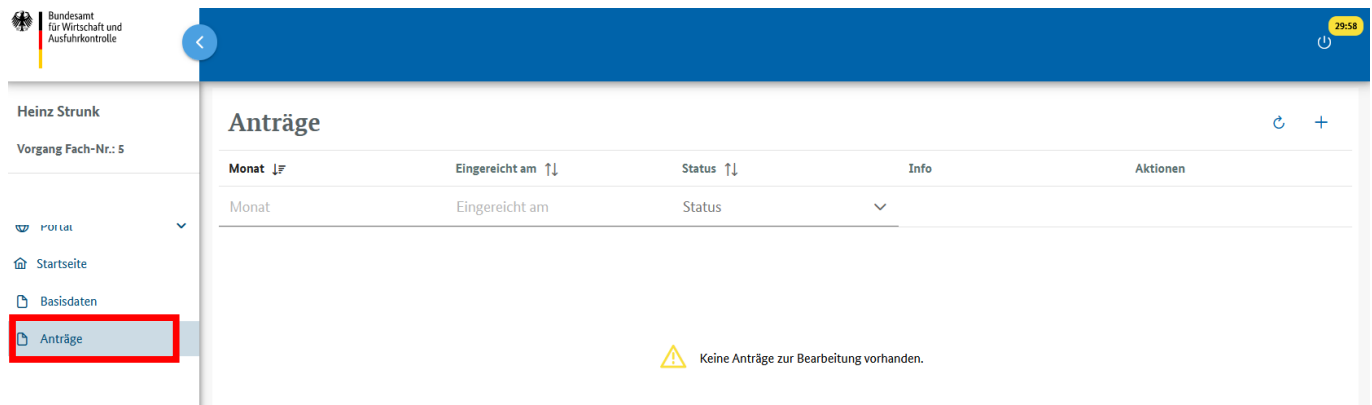 Bundesamt
für Wirtschaft und
Ausfuhrkontrolle
29:58
Heinz Strunk
Vorgang Fach-Nr.: 5
Portal
Startseite
Basisdaten
Anträge
Anträge
Monat Eingereicht am Status Info Aktionen
Monat Eingereicht am Status
Keine Anträge zur Bearbeitung vorhanden.